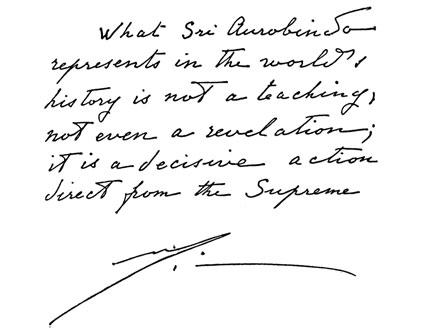 What Sri Aurobindo
represents in the world's
history is not a teaching,
not even a revelation;
it is a decisive action
direct from the Supreme